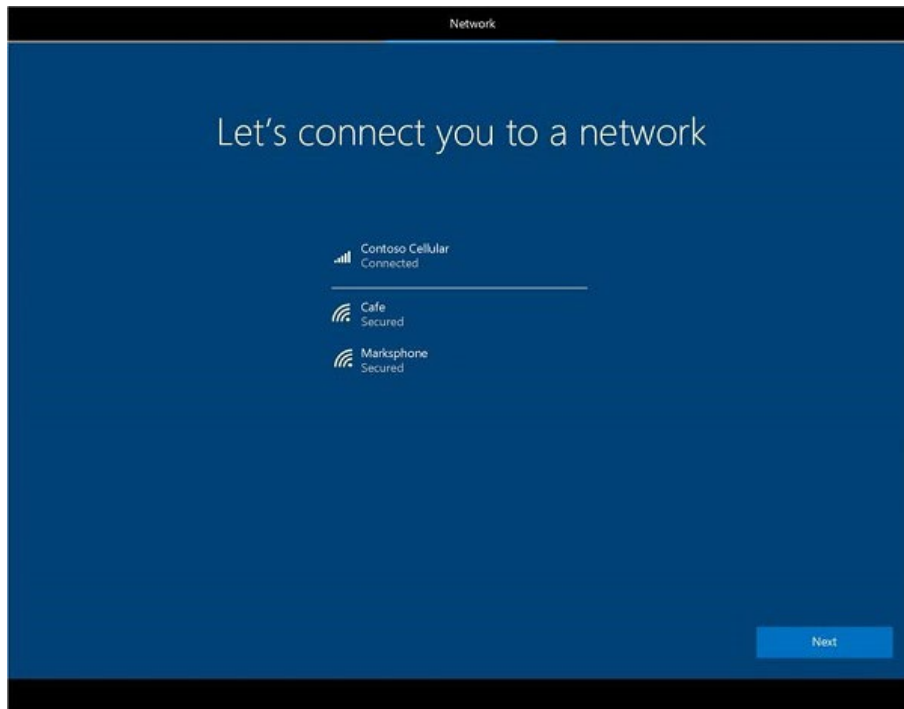 Network
Let's connect you to a network
Contoso Cellular
Connected
Cafe
Secured
Marksphone
Secured
Next